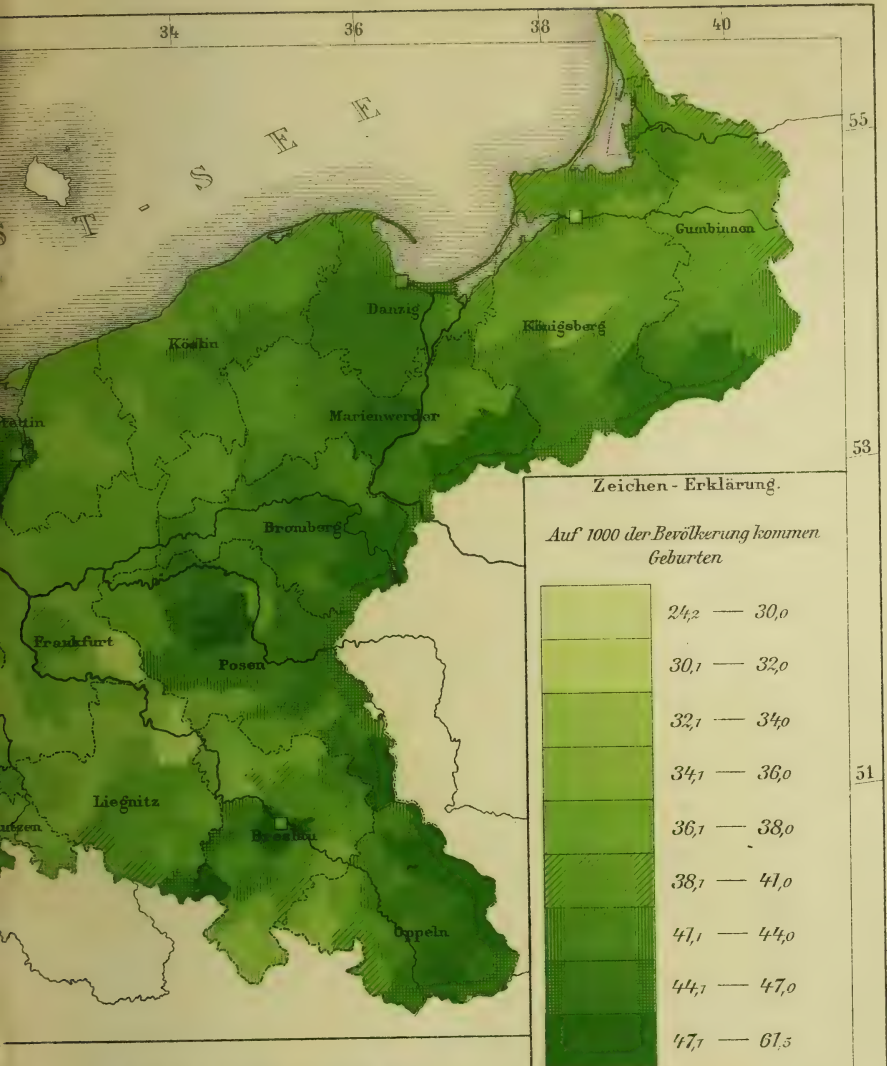 34 36 38 40
55
S T - S E E
Gumbinnen
Danzig
Königsberg
Köslin
Marienwerder
tettin
53
Zeichen - Erklärung.
Auf 1000 der Bevölkerung kommen
Geburten
Bromberg
24,2 — 30,0
Frankfurt
30,1 — 32,0
Posen
32,1 — 34,0
34,1 — 36,0
51
Liegnitz
36,1 — 38,0
utzen
Breslau
38,1 — 41,0
41,1 — 44,0
Oppeln
44,1 — 47,0
47,1 — 61,5